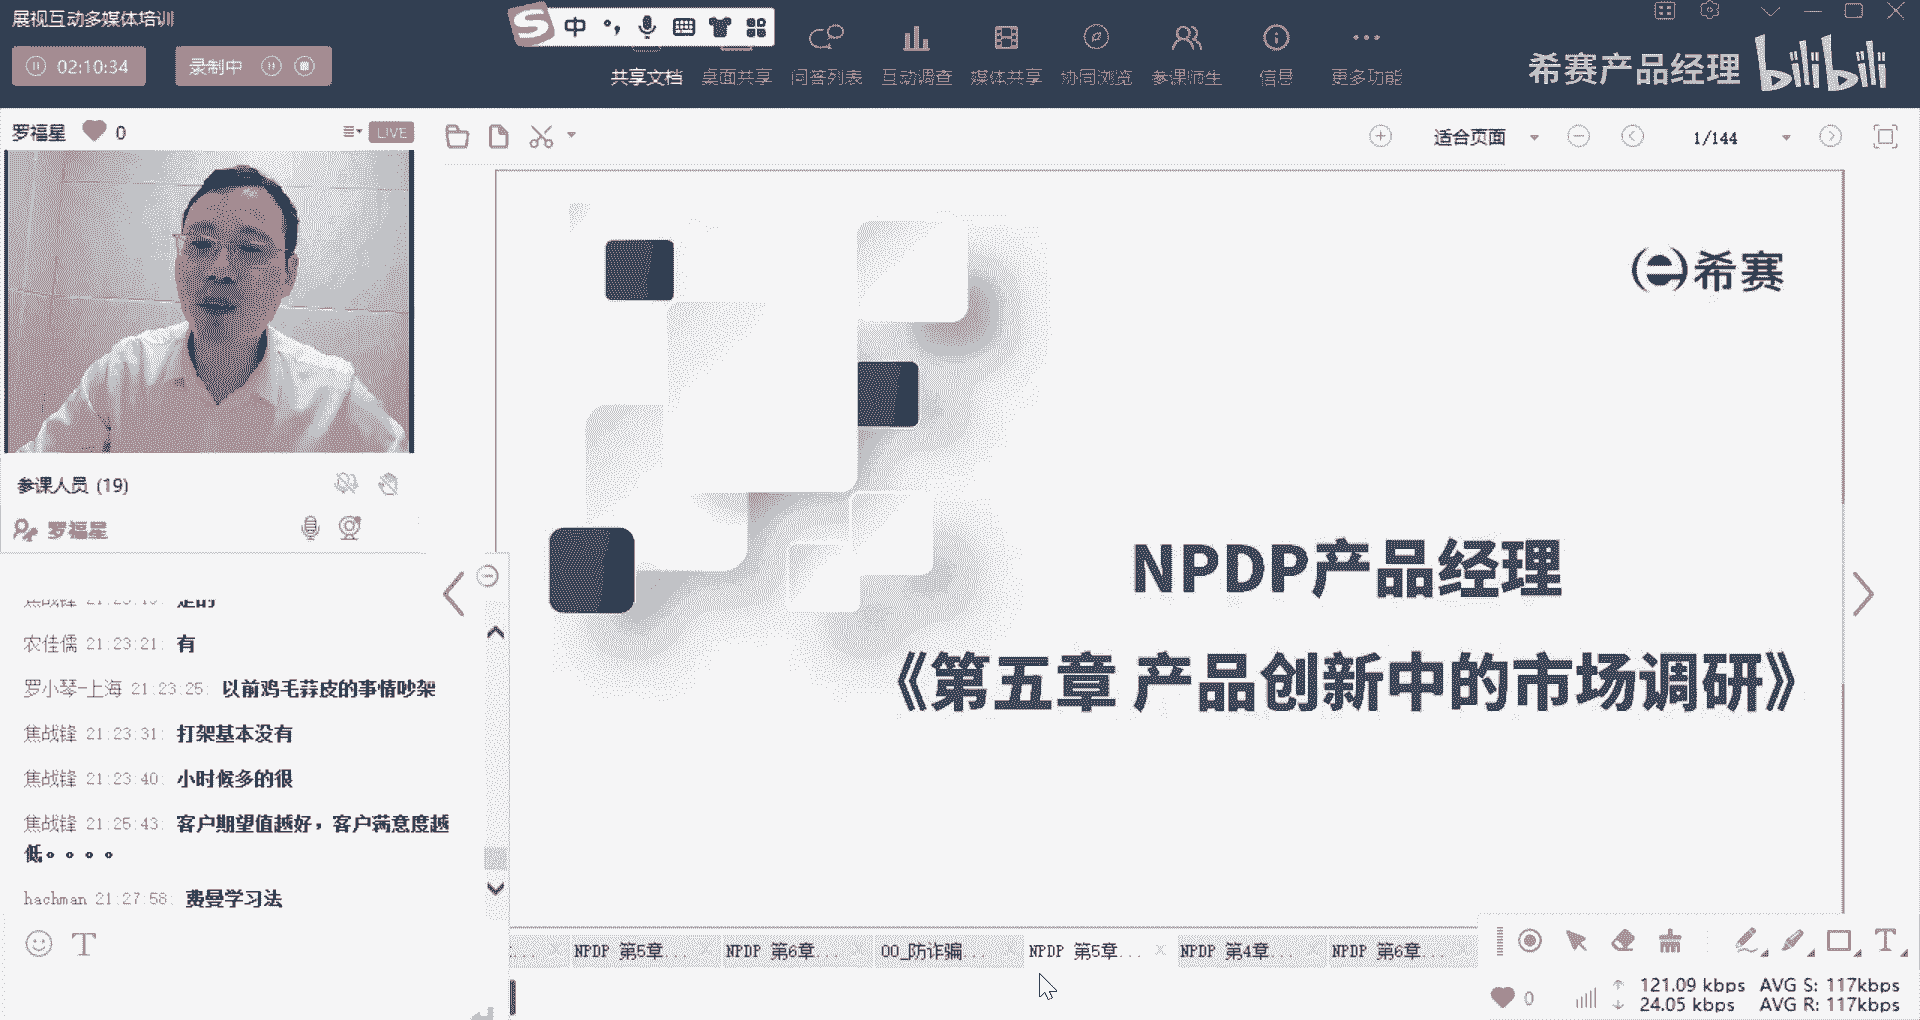 展视互动多媒体培训
02:10:34
录制中
中
共享文档
桌面共享
问答列表
互动调查
媒体共享
协同浏览
参课师生
信息
更多功能
希赛产品经理
bilibili
罗福星 0
LIVE
适合页面
1/144
希赛
参课人员 (19)
罗福星
NPDP产品经理
《第五章 产品创新中的市场调研》
是的
农佳儒 21:23:21: 有
罗小琴-上海 21:23:25: 以前鸡毛蒜皮的事情吵架
焦战锋 21:23:31: 打架基本没有
焦战锋 21:23:40: 小时候多的很
焦战锋 21:25:43: 客户期望值越好，客户满意度越
低。。。。
hachman 21:27:58: 费曼学习法
NPDP 第5章...
NPDP 第6章...
00_防诈骗...
NPDP 第5章...
NPDP 第4章...
NPDP 第6章...
0
121.09 kbps AVG S: 117kbps
24.05 kbps AVG R: 117kbps